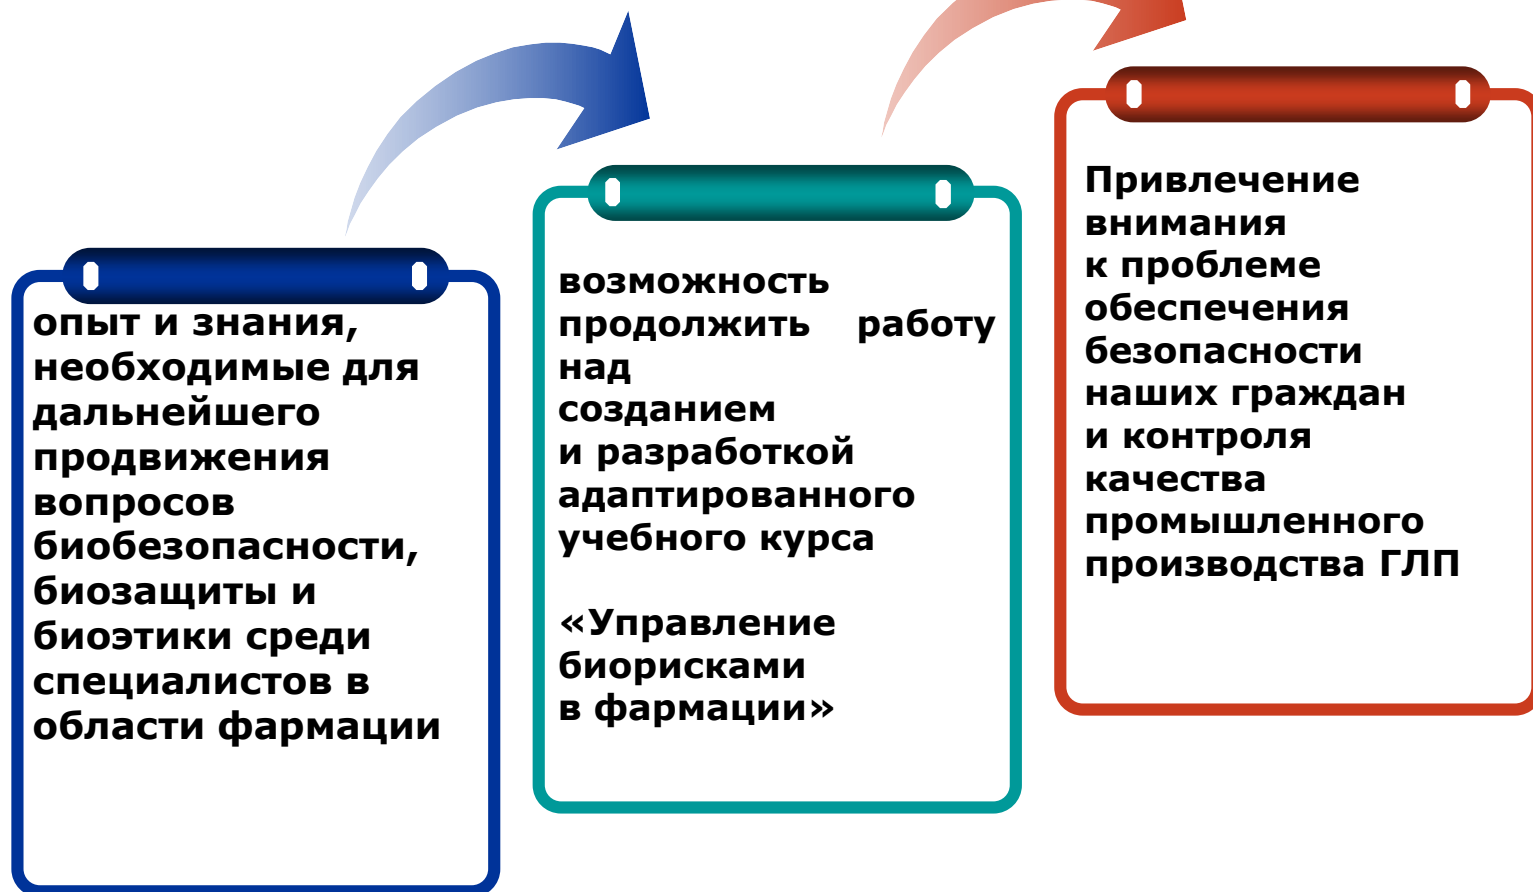 опыт и знания,
необходимые для
дальнейшего
продвижения
вопросов
биобезопасности,
биозащиты и
биоэтики среди
специалистов в
области фармации
возможность
продолжить работу
над
созданием
и разработкой
адаптированного
учебного курса
«Управление
биорисками
в фармации»
Привлечение
внимания
к проблеме
обеспечения
безопасности
наших граждан
и контроля
качества
промышленного
производства ГЛП